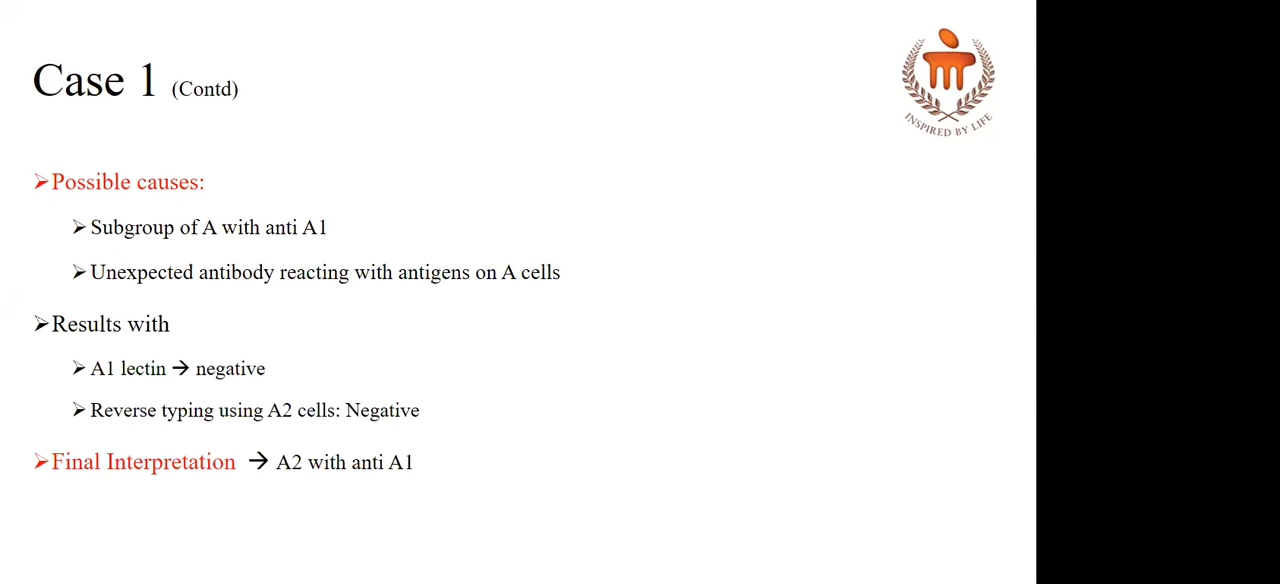 Case 1 (Contd)
INSPIRED BY LIFE
➢Possible causes:
➢Subgroup of A with anti A1
➢Unexpected antibody reacting with antigens on A cells
➢Results with
➢A1 lectin → negative
➢Reverse typing using A2 cells: Negative
➢Final Interpretation → A2 with anti A1